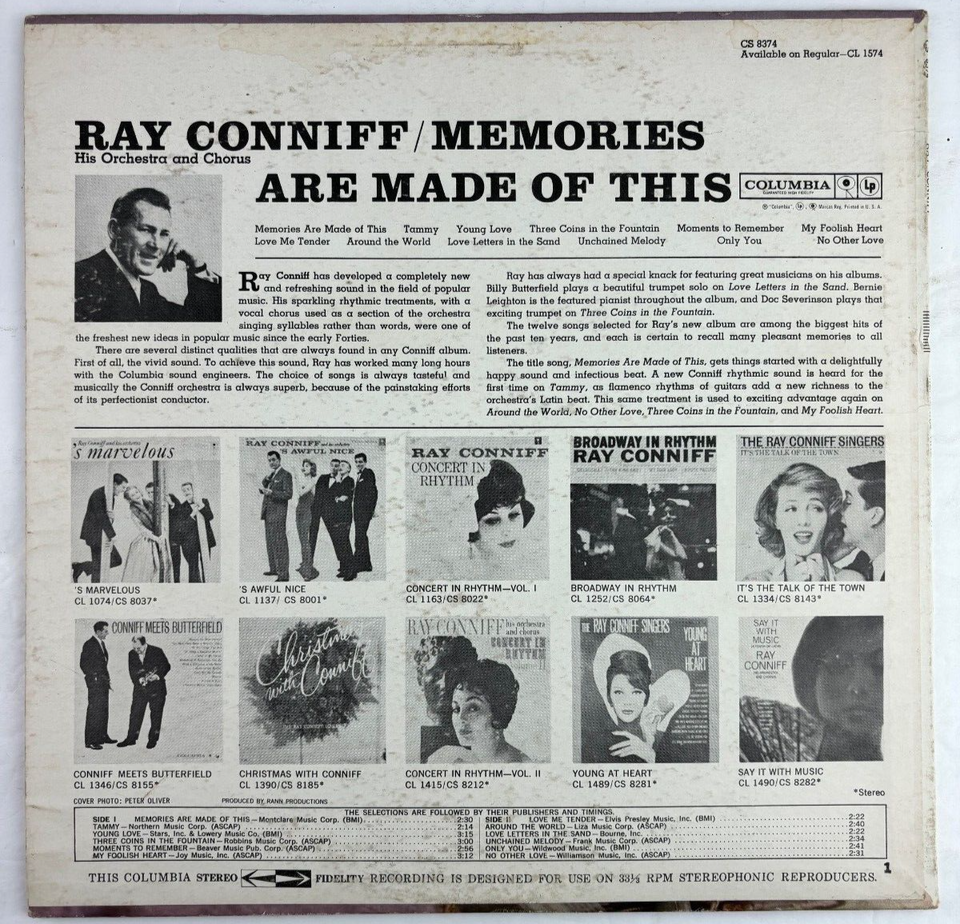 CS 8374
Available on Regular—CL 1574
RAY CONNIFF/MEMORIES
His Orchestra and Chorus
ARE MADE OF THIS
COLUMBIA
GUARANTEED HIGH FIDELITY
Lp
® "Columbia", Marcas Reg. Printed in U. S. A.
Memories Are Made of This Tammy Young Love Three Coins in the Fountain Moments to Remember My Foolish Heart
Love Me Tender Around the World Love Letters in the Sand Unchained Melody Only You No Other Love
Ray Conniff has developed a completely new
and refreshing sound in the field of popular
music. His sparkling rhythmic treatments, with a
vocal chorus used as a section of the orchestra
singing syllables rather than words, were one of
the freshest new ideas in popular music since the early Forties.
There are several distinct qualities that are always found in any Conniff album.
First of all, the vivid sound. To achieve this sound, Ray has worked many long hours
with the Columbia sound engineers. The choice of songs is always tasteful and
musically the Conniff orchestra is always superb, because of the painstaking efforts
of its perfectionist conductor.
Ray has always had a special knack for featuring great musicians on his albums.
Billy Butterfield plays a beautiful trumpet solo on Love Letters in the Sand. Bernie
Leighton is the featured pianist throughout the album, and Doc Severinson plays that
exciting trumpet on Three Coins in the Fountain.
The twelve songs selected for Ray's new album are among the biggest hits of
the past ten years, and each is certain to recall many pleasant memories to all
listeners.
The title song, Memories Are Made of This, gets things started with a delightfully
happy sound and infectious beat. A new Conniff rhythmic sound is heard for the
first time on Tammy, as flamenco rhythms of guitars add a new richness to the
orchestra's Latin beat. This same treatment is used to exciting advantage again on
Around the World, No Other Love, Three Coins in the Fountain, and My Foolish Heart.
Ray Conniff and his orchestra
's marvelous
'S MARVELOUS
CL 1074/CS 8037*
RAY CONNIFF and his orchestra
'S AWFUL NICE
'S AWFUL NICE
CL 1137/ CS 8001*
RAY CONNIFF
CONCERT IN
RHYTHM
CONCERT IN RHYTHM—VOL. I
CL 1163/CS 8022*
BROADWAY IN RHYTHM
RAY CONNIFF
BROADWAY IN RHYTHM
CL 1252/CS 8064*
THE RAY CONNIFF SINGERS
IT'S THE TALK OF THE TOWN
IT'S THE TALK OF THE TOWN
CL 1334/CS 8143*
CONNIFF MEETS BUTTERFIELD
COLUMBIA
CONNIFF MEETS BUTTERFIELD
CL 1346/CS 8155*
Christmas
with Conniff
THE RAY CONNIFF SINGERS
CHRISTMAS WITH CONNIFF
CL 1390/CS 8185*
RAY CONNIFF his orchestra
and chorus
CONCERT IN
RHYTHM
Volume II
CONCERT IN RHYTHM—VOL. II
CL 1415/CS 8212*
THE RAY CONNIFF SINGERS
YOUNG
AT
HEART
YOUNG AT HEART
CL 1489/CS 8281*
SAY IT
WITH
MUSIC
RAY
CONNIFF
SAY IT WITH MUSIC
CL 1490/CS 8282*
*Stereo
COVER PHOTO: PETER OLIVER
PRODUCED BY RANN PRODUCTIONS
THE SELECTIONS ARE FOLLOWED BY THEIR PUBLISHERS AND TIMINGS.
SIDE I MEMORIES ARE MADE OF THIS—Montclare Music Corp. (BMI) 2:30
TAMMY—Northern Music Corp. (ASCAP) 2:14
YOUNG LOVE—Stars, Inc. & Lowery Music Co. (BMI) 3:15
THREE COINS IN THE FOUNTAIN—Robbins Music Corp. (ASCAP) 3:00
MOMENTS TO REMEMBER—Beaver Music Pub. Corp. (ASCAP) 2:56
MY FOOLISH HEART—Joy Music, Inc. (ASCAP) 3:12
SIDE II LOVE ME TENDER—Elvis Presley Music, Inc. (BMI) 2:22
AROUND THE WORLD—Liza Music Corp. (ASCAP) 2:40
LOVE LETTERS IN THE SAND—Bourne, Inc. 2:22
UNCHAINED MELODY—Frank Music Corp. (ASCAP) 2:34
ONLY YOU—Wildwood Music, Inc. (BMI) 2:41
NO OTHER LOVE—Williamson Music, Inc. (ASCAP) 2:31
1
THIS COLUMBIA STEREO FIDELITY RECORDING IS DESIGNED FOR USE ON 33⅓ RPM STEREOPHONIC REPRODUCERS.